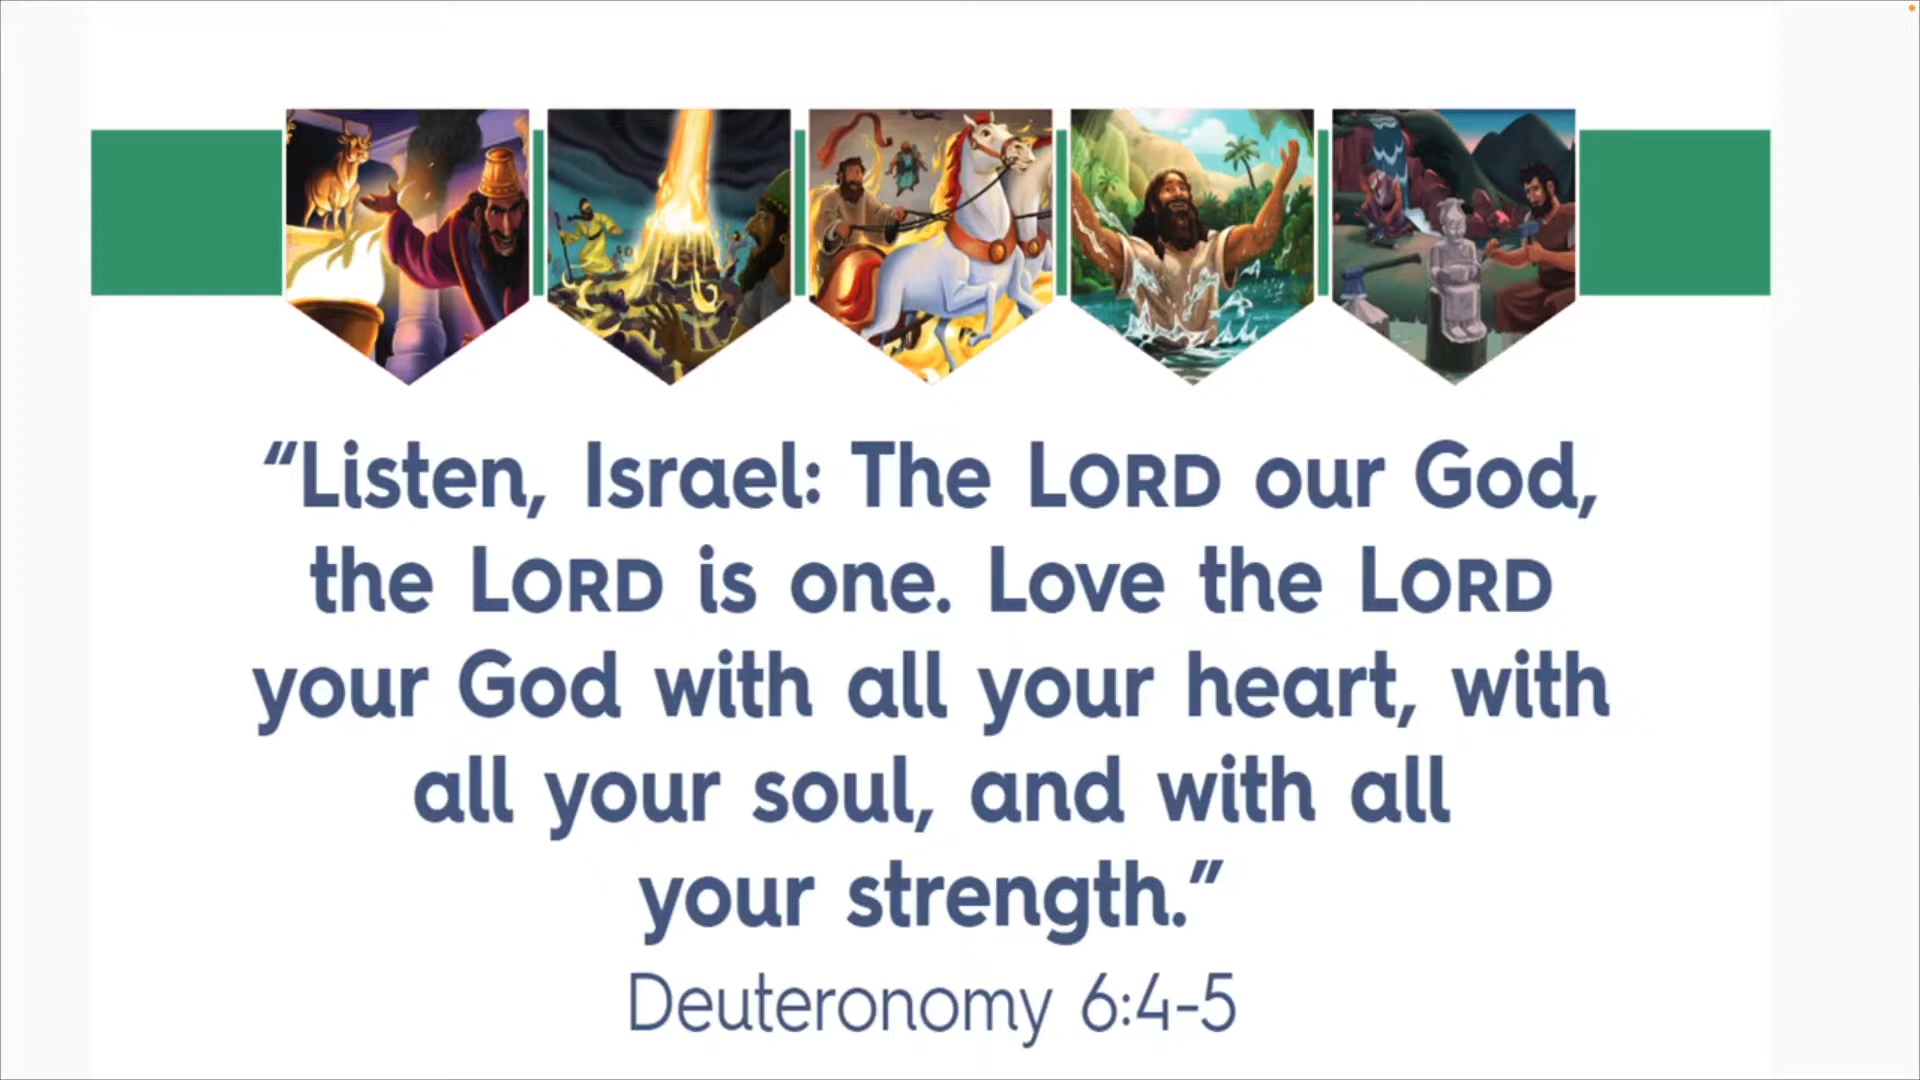 “Listen, Israel: The LORD our God,
the LORD is one. Love the LORD
your God with all your heart, with
all your soul, and with all
your strength.”
Deuteronomy 6:4-5